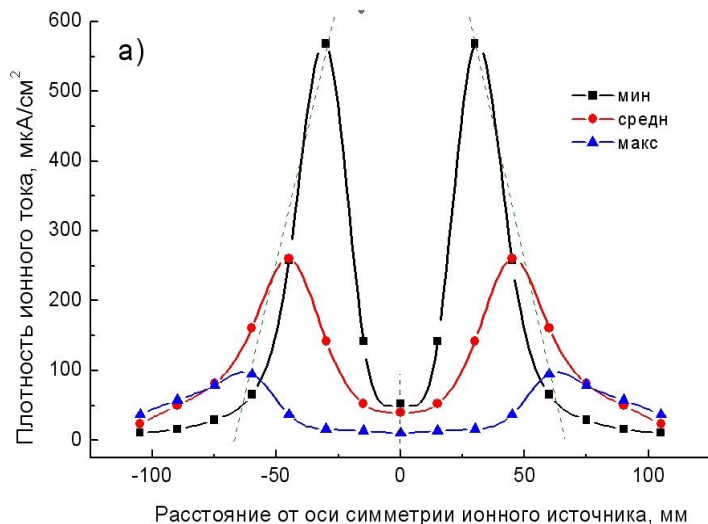 600
500
400
300
200
100
0
Плотность ионного тока, мкА/см²
а)
мин
средн
макс
-100
-50
0
50
100
Расстояние от оси симметрии ионного источника, мм